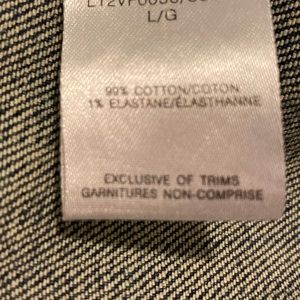 L/G
99% COTTON/COTON
1% ELASTANE/ÉLASTHANNE
EXCLUSIVE OF TRIMS
GARNITURES NON-COMPRISE